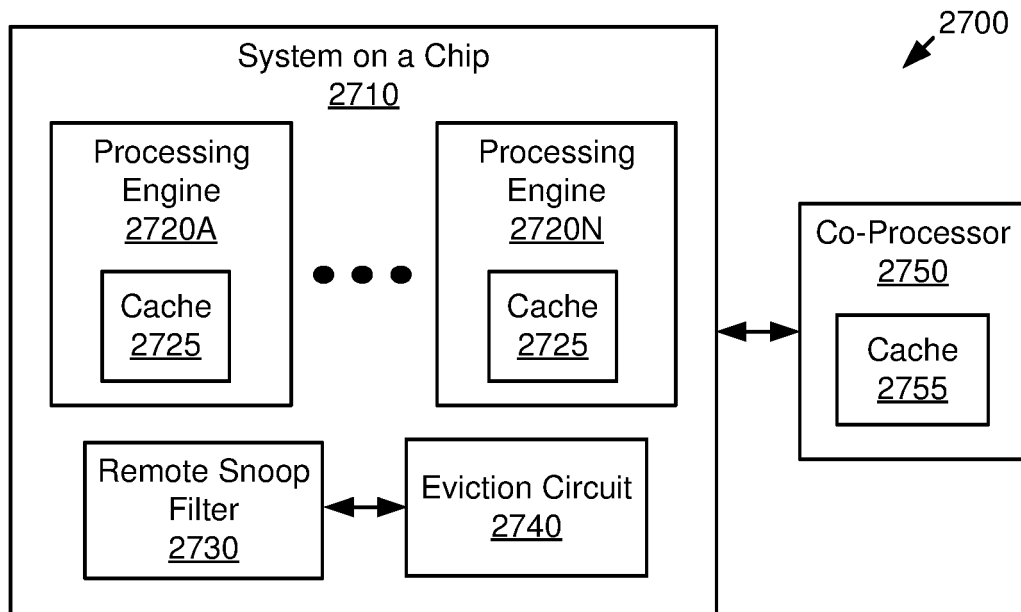 2700
System on a Chip
2710
Processing
Engine
2720A
Cache
2725
Processing
Engine
2720N
Cache
2725
Co-Processor
2750
Cache
2755
Remote Snoop
Filter
2730
Eviction Circuit
2740